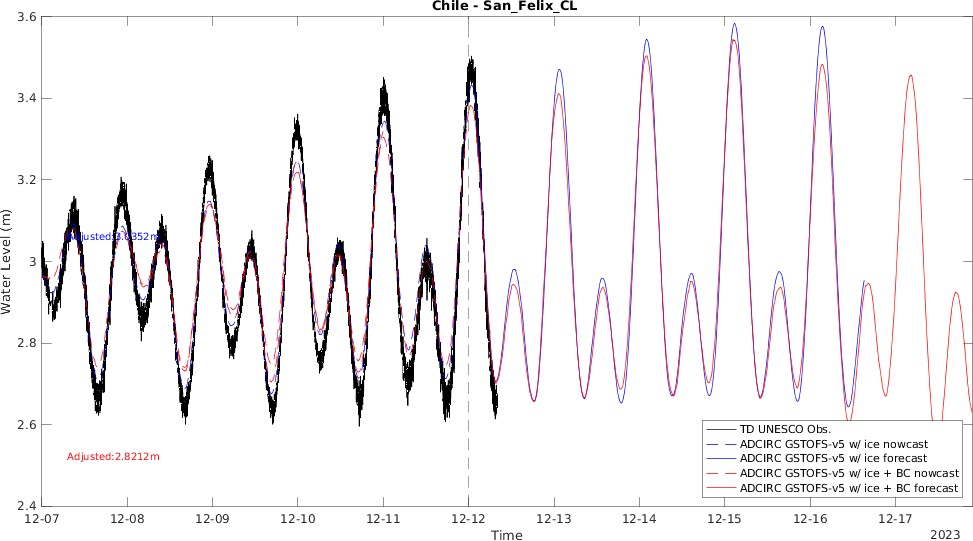 Chile - San_Felix_CL
3.6
3.4
3.2
3
2.8
2.6
2.4
Water Level (m)
Adjusted:2.8212m
TD UNESCO Obs.
ADCIRC GSTOFS-v5 w/ ice nowcast
ADCIRC GSTOFS-v5 w/ ice forecast
ADCIRC GSTOFS-v5 w/ ice + BC nowcast
ADCIRC GSTOFS-v5 w/ ice + BC forecast
12-07
12-08
12-09
12-10
12-11
12-12
12-13
12-14
12-15
12-16
12-17
Time
2023